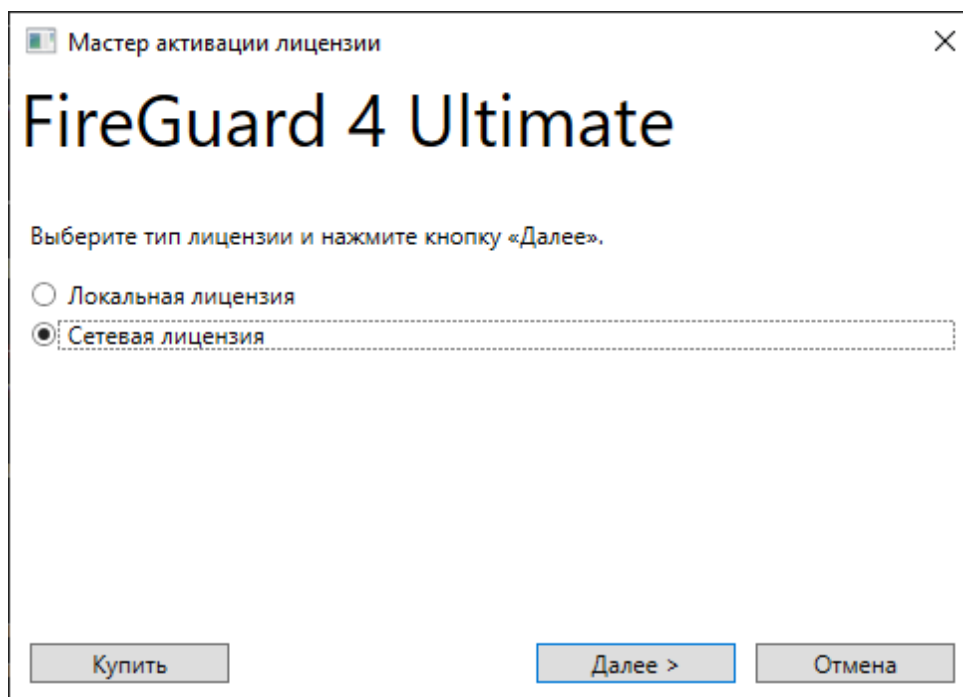 Мастер активации лицензии
FireGuard 4 Ultimate
Выберите тип лицензии и нажмите кнопку «Далее».
Локальная лицензия
Сетевая лицензия
Купить
Далее >
Отмена